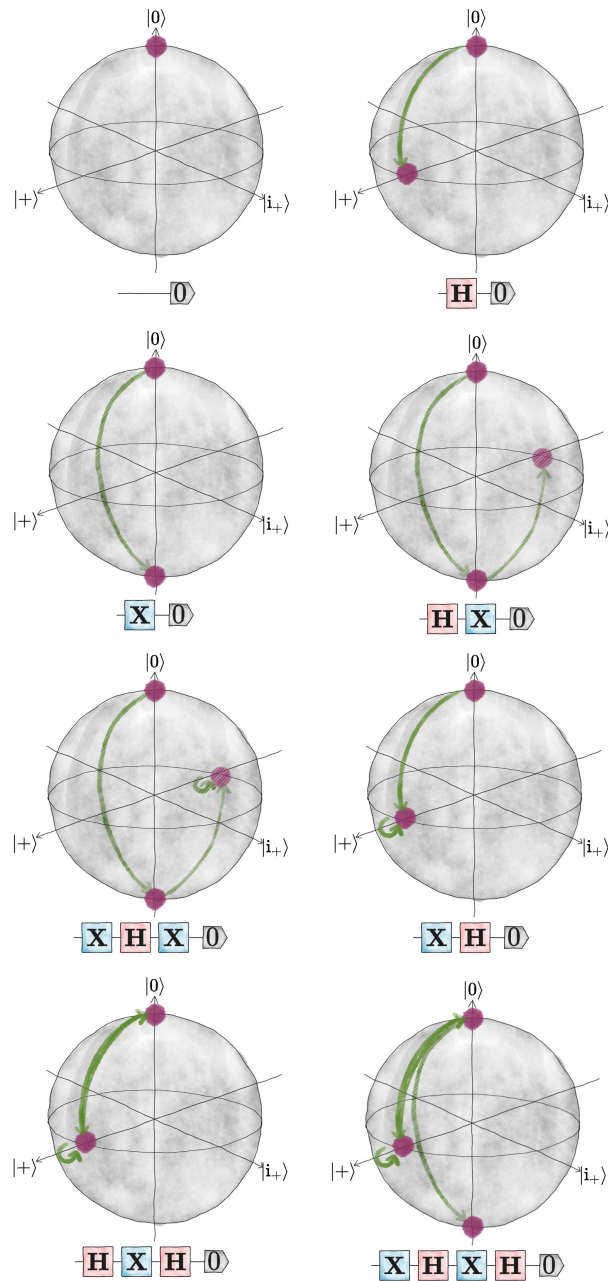 |0⟩ |0⟩
|+⟩ |i₊⟩ |+⟩ |i₊⟩
0 H 0
|0⟩ |0⟩
|+⟩ |i₊⟩ |+⟩ |i₊⟩
X 0 H X 0
|0⟩ |0⟩
|+⟩ |i₊⟩ |+⟩ |i₊⟩
X H X 0 X H 0
|0⟩ |0⟩
|+⟩ |i₊⟩ |+⟩ |i₊⟩
H X H 0 X H X H 0